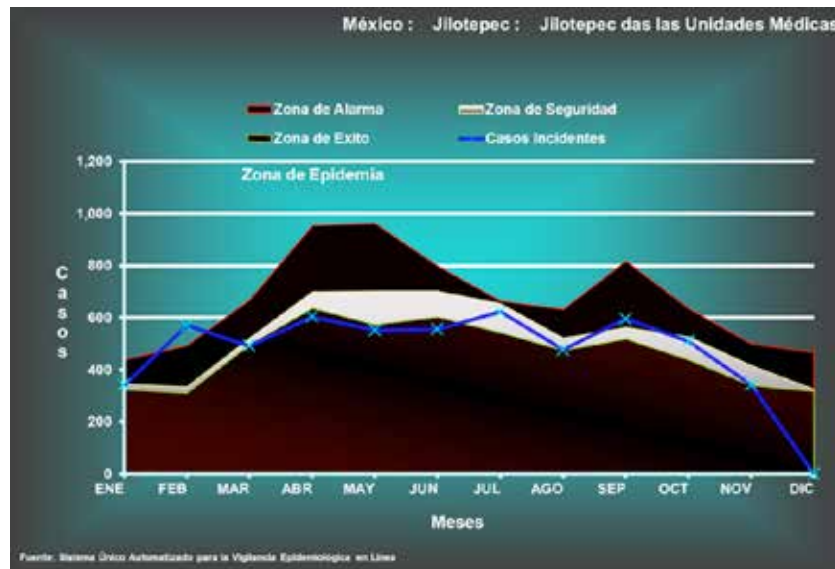 México :    Jilotepec :    Jilotepec das las Unidades Médicas
Zona de Alarma    Zona de Seguridad
Zona de Exito    Casos Incidentes
Zona de Epidemia
1,200
1,000
800
600
400
200
0
Casos
ENE FEB MAR ABR MAY JUN JUL AGO SEP OCT NOV DIC
Meses
Fuente: Sistema Único Automatizado para la Vigilancia Epidemiológica en Línea